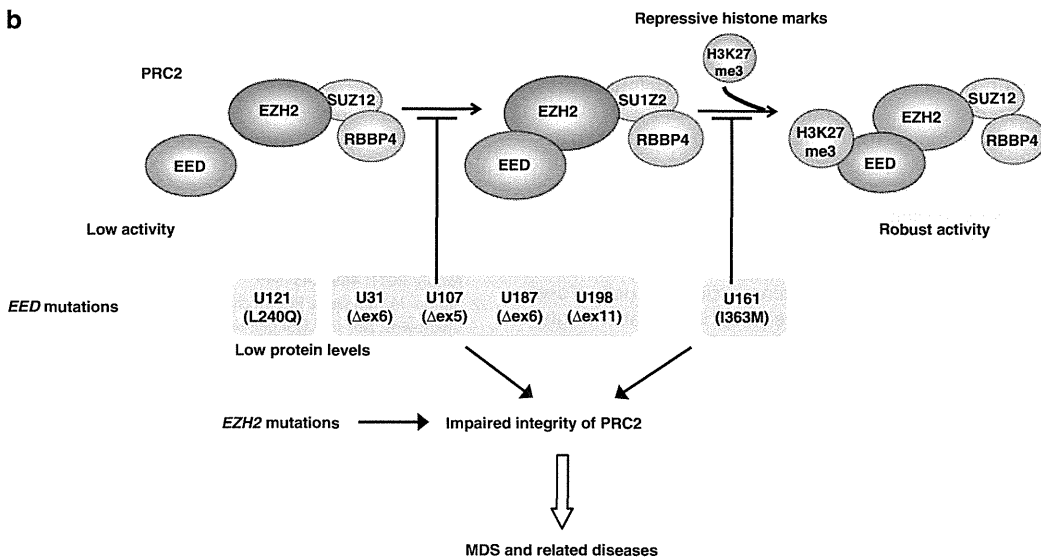 b
Repressive histone marks
PRC2
H3K27
me3
EZH2
SUZ12
RBBP4
EED
EZH2
SU1Z2
RBBP4
EED
H3K27
me3
EZH2
SUZ12
RBBP4
EED
Low activity
Robust activity
EED mutations
U121
(L240Q)
U31
(Δex6)
U107
(Δex5)
U187
(Δex6)
U198
(Δex11)
U161
(I363M)
Low protein levels
EZH2 mutations
Impaired integrity of PRC2
MDS and related diseases